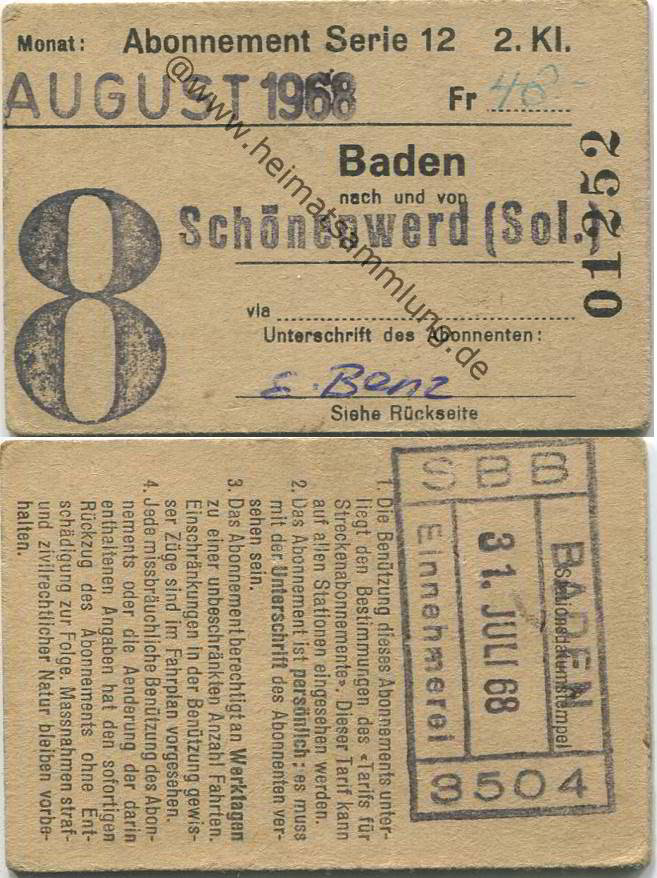 Monat: Abonnement Serie 12 2. Kl.
AUGUST 1968 Fr 48.-
Baden
nach und von
Schönenwerd (Sol.)
8
01252
via
Unterschrift des Abonnenten:
E. Benz
Siehe Rückseite
@www.heimatsammlung.de
1. Die Benützung dieses Abonnements unter-
liegt den Bestimmungen des «Tarifs für
Streckenabonnemente». Dieser Tarif kann
auf allen Stationen eingesehen werden.
2. Das Abonnement ist persönlich; es muss
mit der Unterschrift des Abonnenten ver-
sehen sein.
3. Das Abonnement berechtigt an Werktagen
zu einer unbeschränkten Anzahl Fahrten.
Einschränkungen in der Benützung gewis-
ser Züge sind im Fahrplan vorgesehen.
4. Jede missbräuchliche Benützung des Abon-
nements oder die Aenderung der darin
enthaltenen Angaben hat den sofortigen
Rückzug des Abonnements ohne Ent-
schädigung zur Folge. Massnahmen straf-
und zivilrechtlicher Natur bleiben vorbe-
halten.
SBB
BADEN
Stationsdatumstempel
31. JULI 68
Einnehmerei
3504